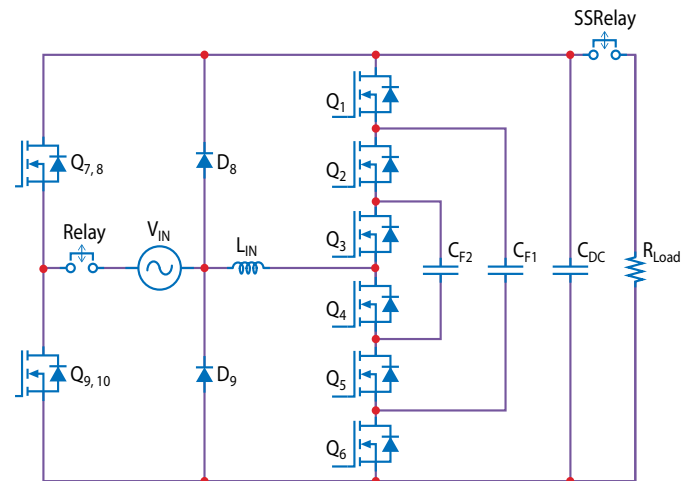 SSRelay
Q1
Q7, 8
D8
Q2
Relay
VIN
LIN
Q3
CF2
CF1
CDC
RLoad
Q4
Q9, 10
D9
Q5
Q6